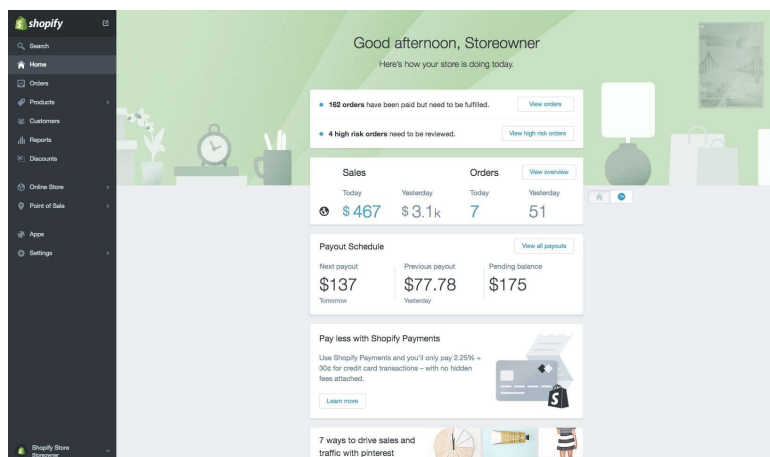 shopify
Search
Home
Orders
Products
Customers
Reports
Discounts
Online Store
Point of Sale
Apps
Settings
Shopify Store
Storeowner
Good afternoon, Storeowner
Here's how your store is doing today.
162 orders have been paid but need to be fulfilled.
View orders
4 high risk orders need to be reviewed.
View high risk orders
Sales
Orders
View overview
Today
Yesterday
Today
Yesterday
$ 467
$ 3.1k
7
51
Payout Schedule
View all payouts
Next payout
Previous payout
Pending balance
$137
$77.78
$175
Tomorrow
Yesterday
Pay less with Shopify Payments
Use Shopify Payments and you'll only pay 2.25% +
30¢ for credit card transactions – with no hidden
fees attached.
Learn more
7 ways to drive sales and
traffic with pinterest